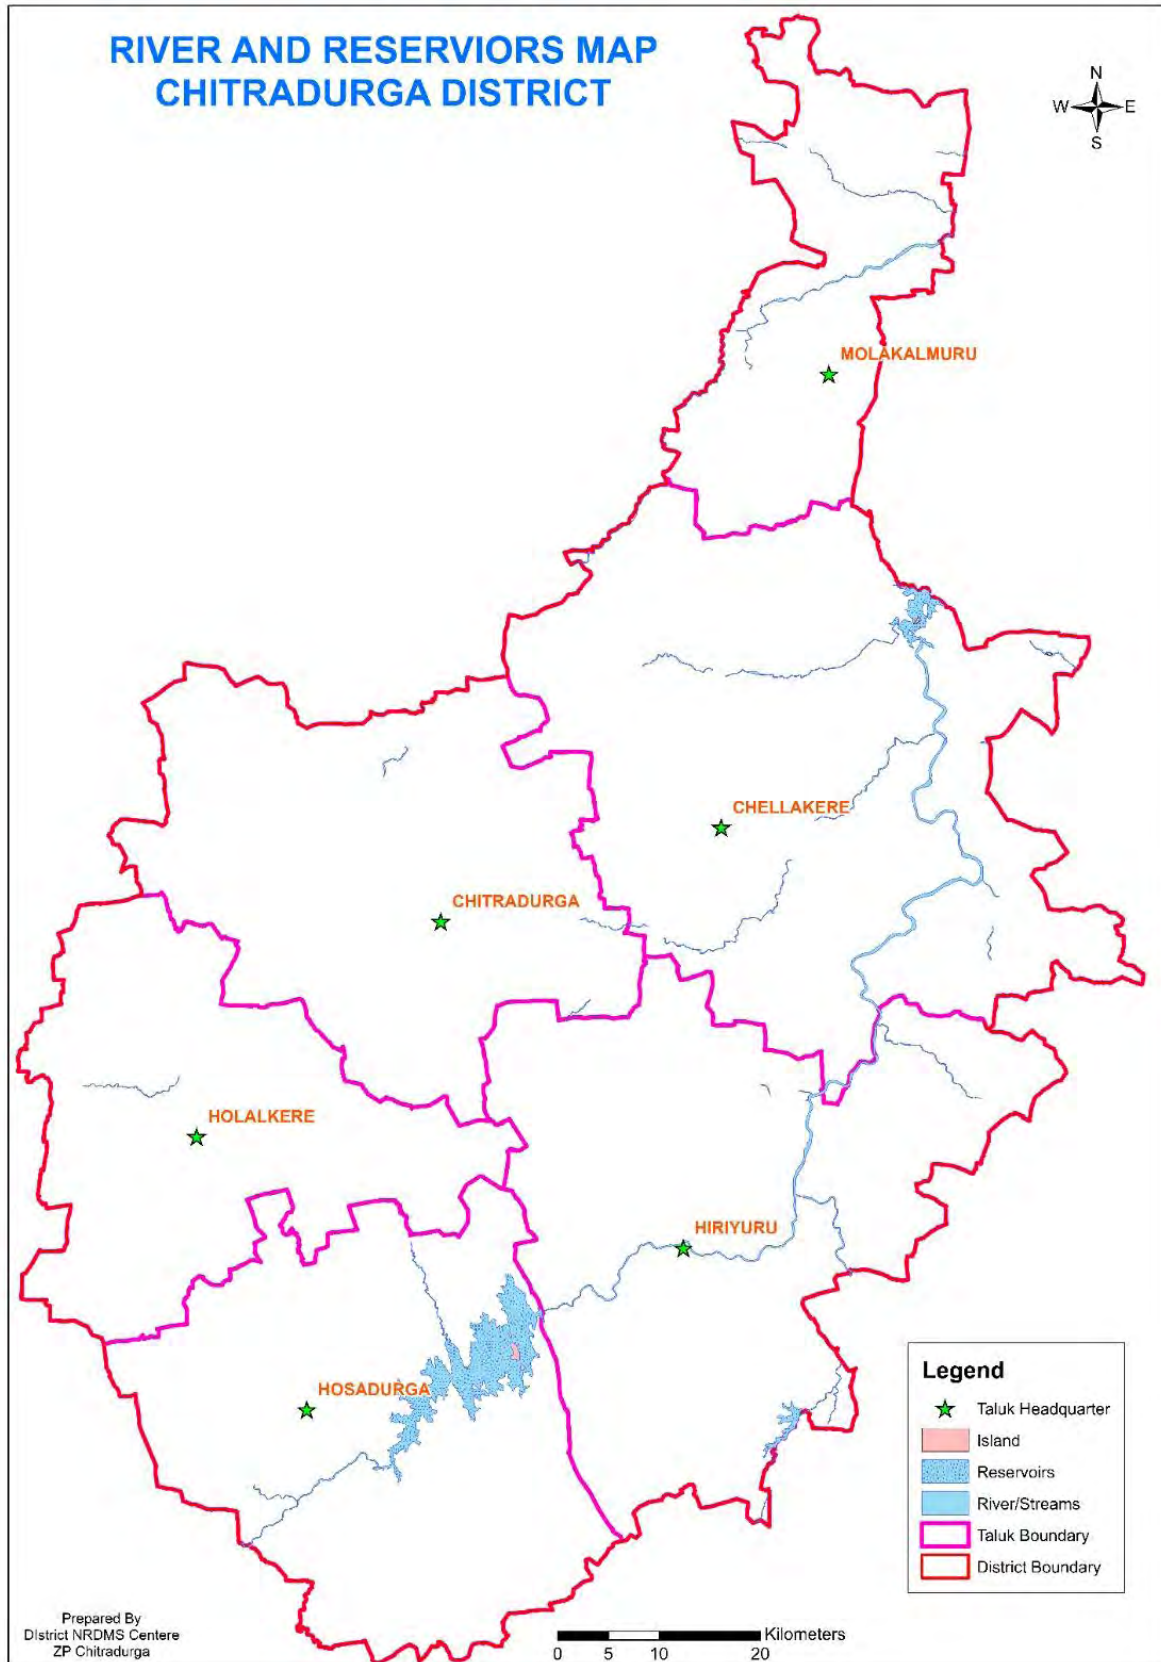 RIVER AND RESERVIORS MAP
CHITRADURGA DISTRICT
N
W E
S
MOLAKALMURU
CHELLAKERE
CHITRADURGA
HOLALKERE
HIRIYURU
HOSADURGA
Legend
Taluk Headquarter
Island
Reservoirs
River/Streams
Taluk Boundary
District Boundary
Prepared By
District NRDMS Centere
ZP Chitradurga
Kilometers
0 5 10 20